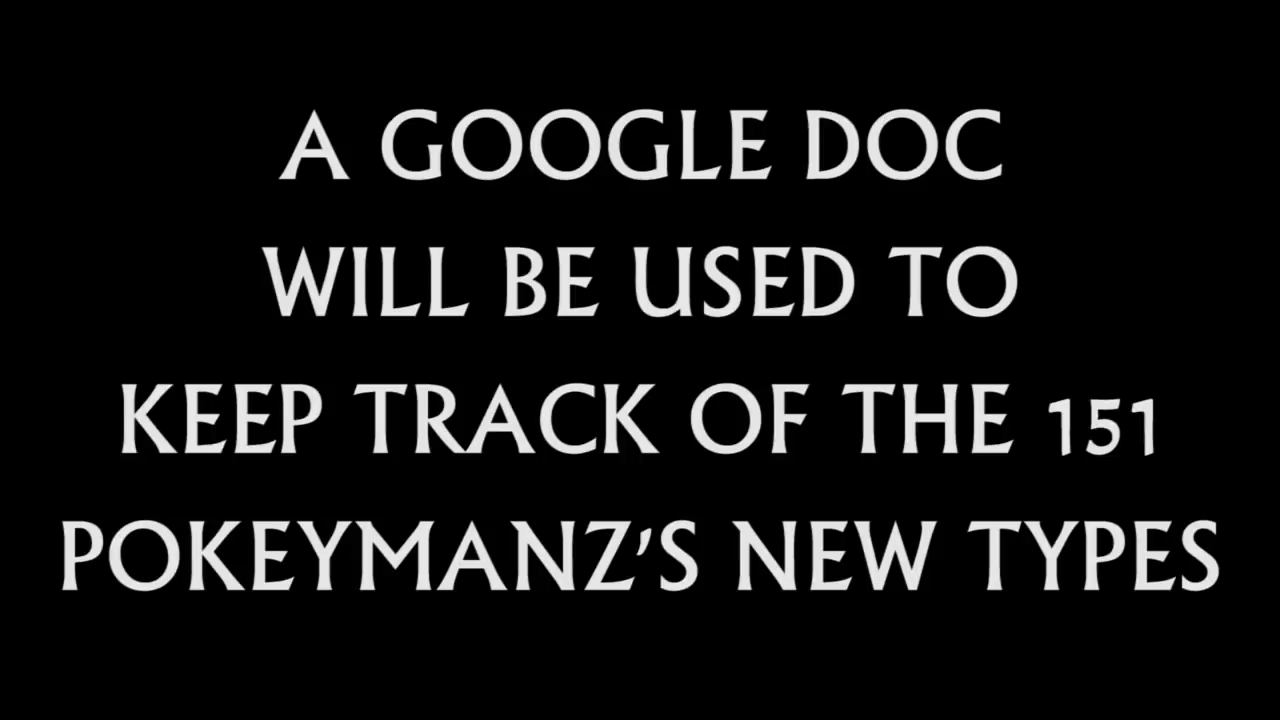 A GOOGLE DOC
WILL BE USED TO
KEEP TRACK OF THE 151
POKEYMANZ'S NEW TYPES